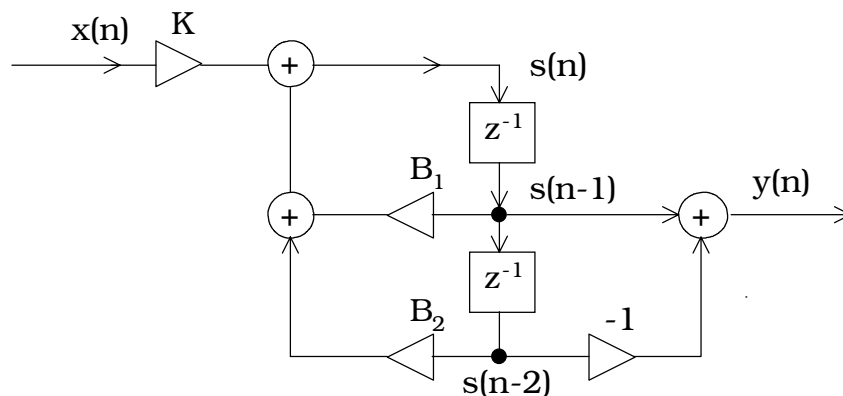 x(n)
K
+
s(n)
z⁻¹
B₁
s(n-1)
y(n)
+
+
z⁻¹
B₂
-1
s(n-2)